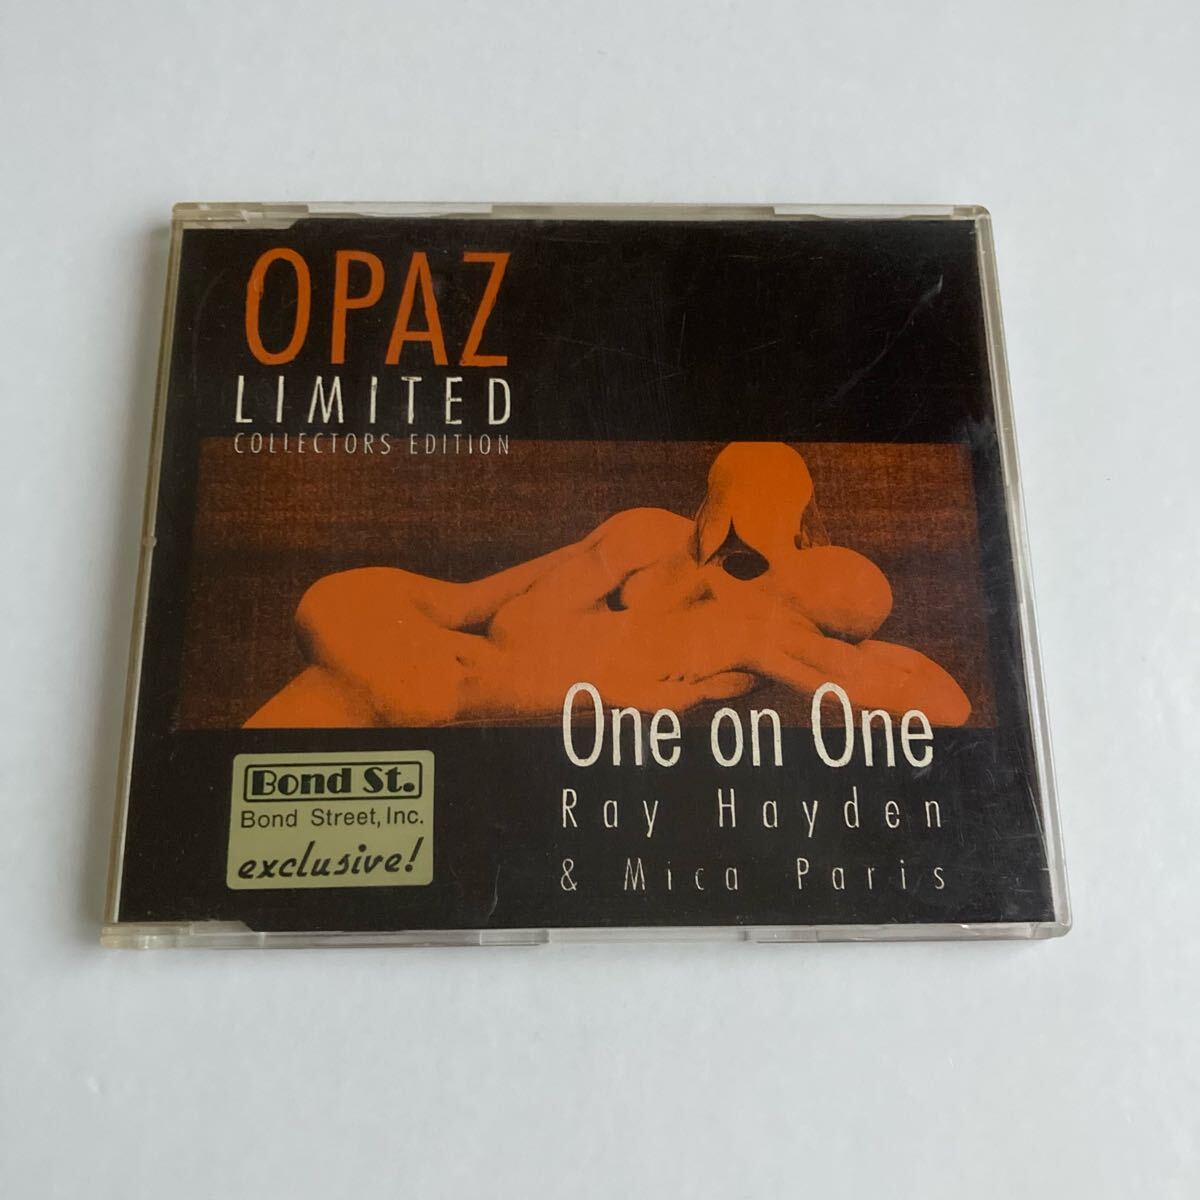 OPAZ
LIMITED
COLLECTORS EDITION
One on One
Ray Hayden
& Mica Paris
Bond St.
Bond Street, Inc.
exclusive!